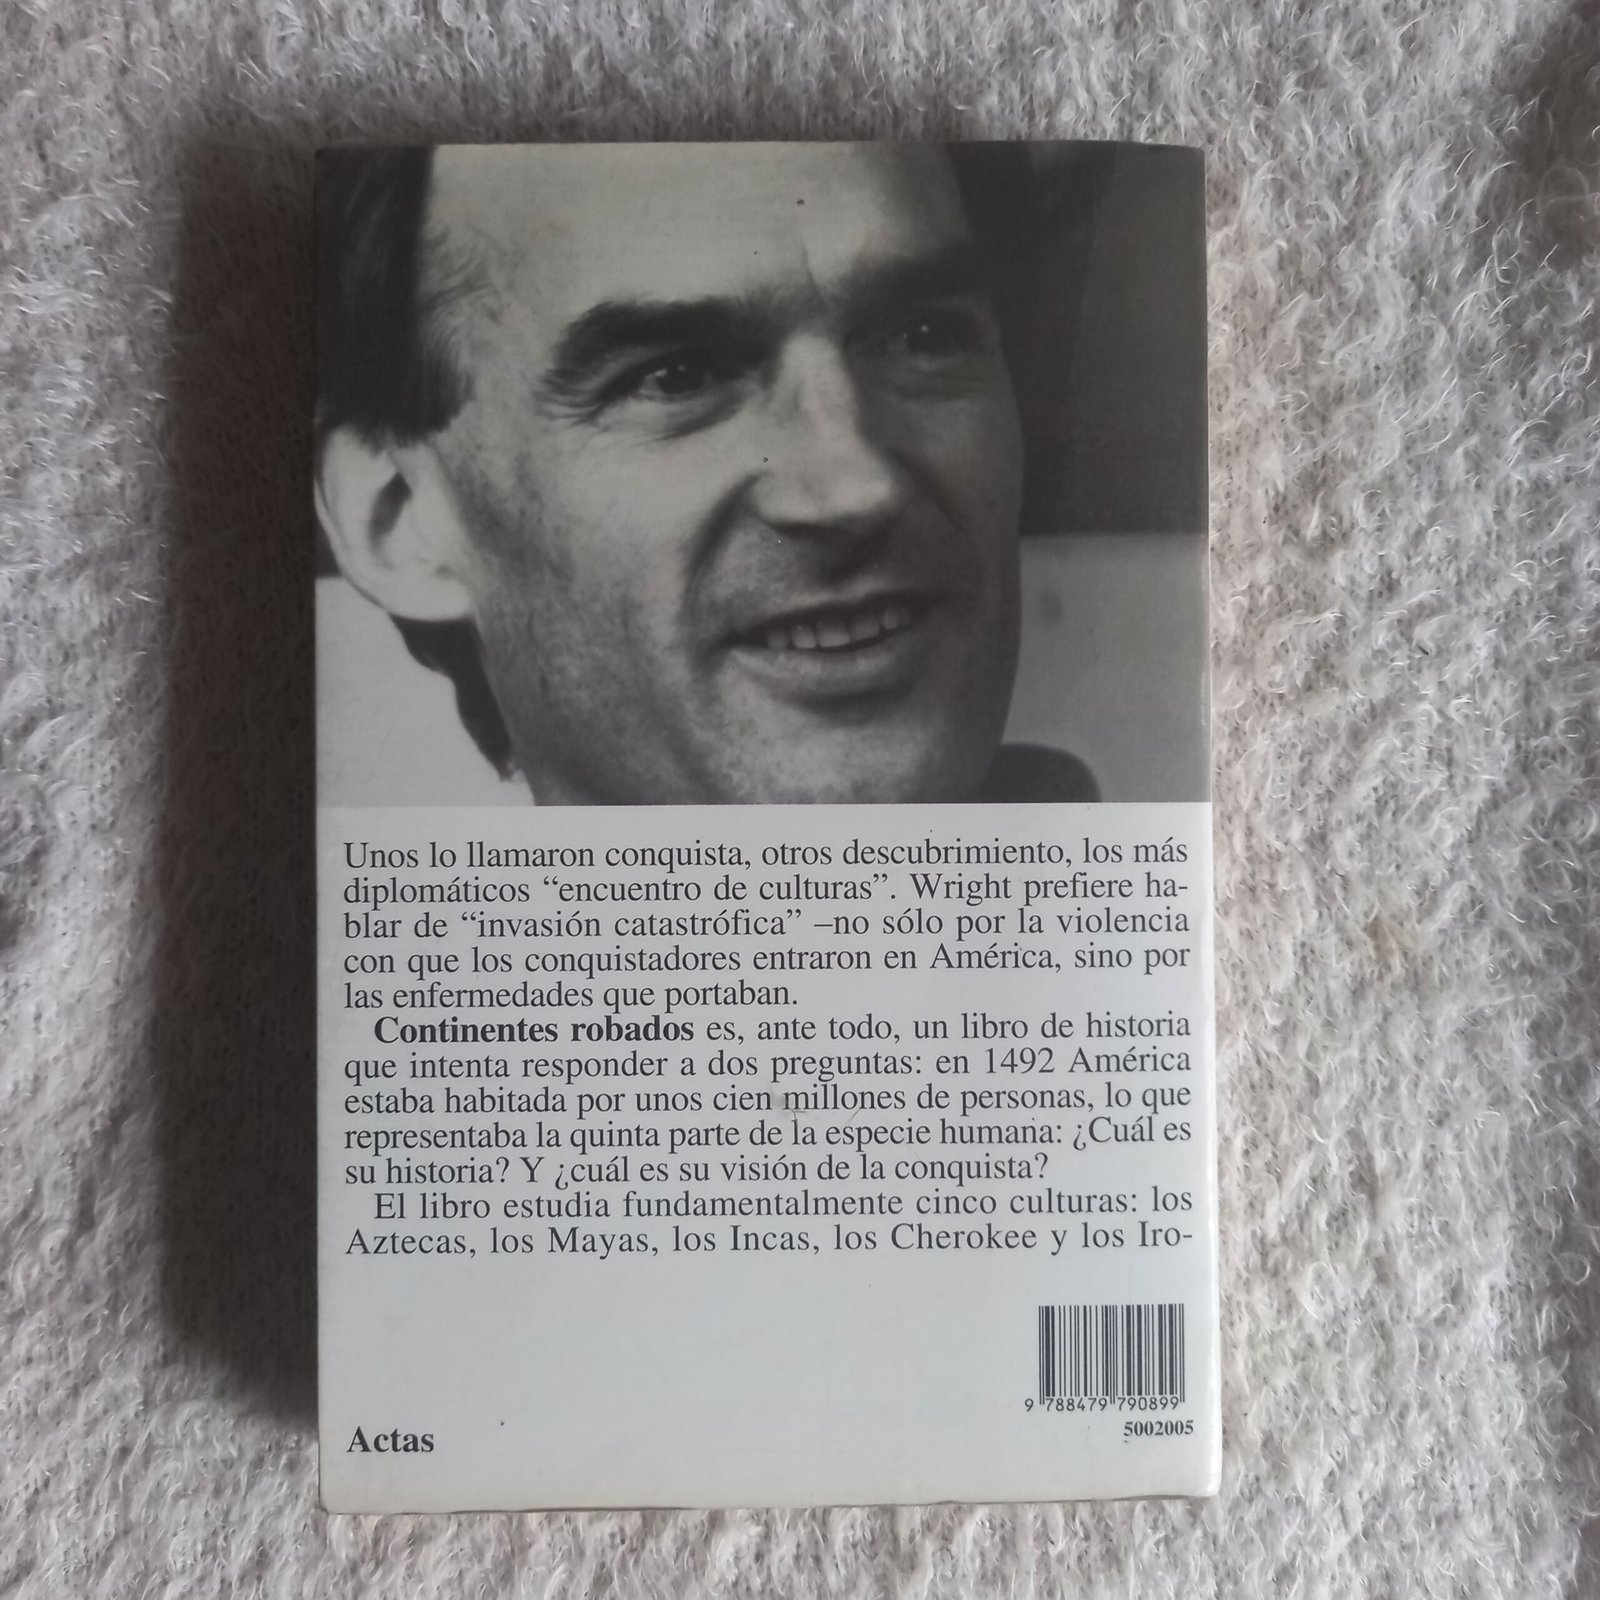 Unos lo llamaron conquista, otros descubrimiento, los más
diplomáticos “encuentro de culturas”. Wright prefiere ha-
blar de “invasión catastrófica” –no sólo por la violencia
con que los conquistadores entraron en América, sino por
las enfermedades que portaban.
Continentes robados es, ante todo, un libro de historia
que intenta responder a dos preguntas: en 1492 América
estaba habitada por unos cien millones de personas, lo que
representaba la quinta parte de la especie humana: ¿Cuál es
su historia? Y ¿cuál es su visión de la conquista?
El libro estudia fundamentalmente cinco culturas: los
Aztecas, los Mayas, los Incas, los Cherokee y los Iro-
9 788479 790899
5002005
Actas